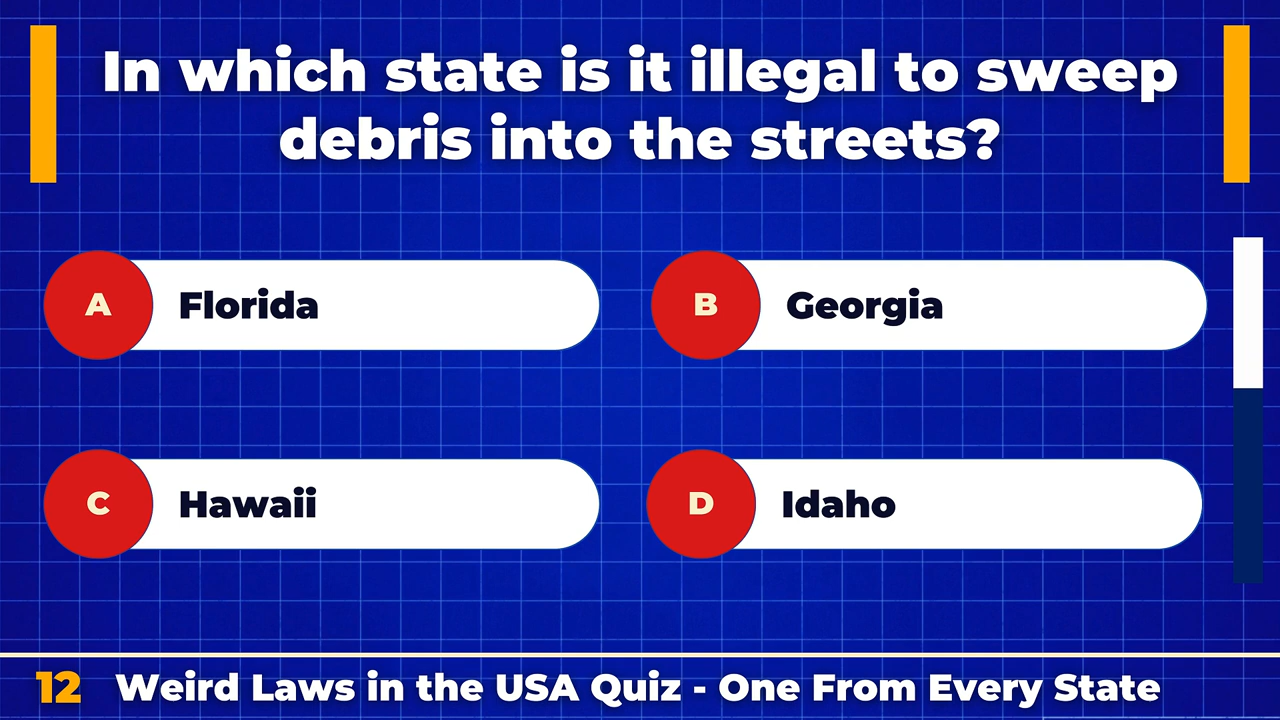 In which state is it illegal to sweep
debris into the streets?
A Florida
B Georgia
C Hawaii
D Idaho
12 Weird Laws in the USA Quiz - One From Every State